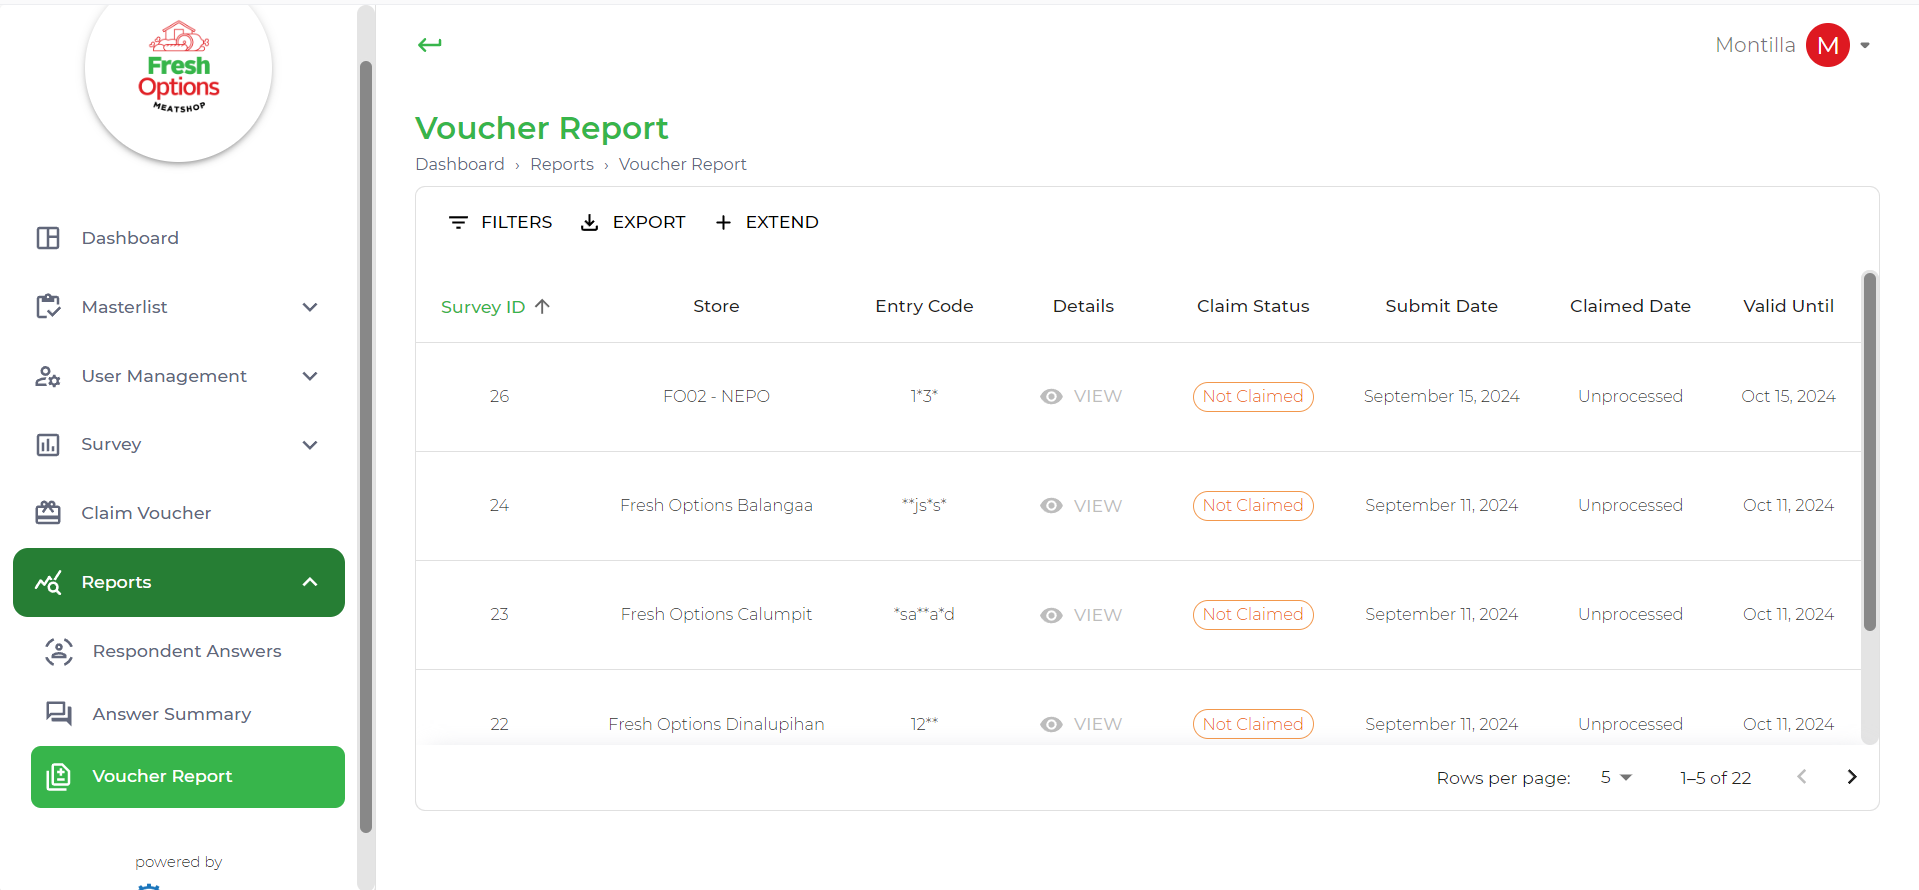 Fresh
Options
MEATSHOP
Dashboard
Masterlist
User Management
Survey
Claim Voucher
Reports
Respondent Answers
Answer Summary
Voucher Report
powered by
Montilla M
Voucher Report
Dashboard › Reports › Voucher Report
FILTERS EXPORT + EXTEND
Survey ID Store Entry Code Details Claim Status Submit Date Claimed Date Valid Until
26 FO02 - NEPO 1*3* VIEW Not Claimed September 15, 2024 Unprocessed Oct 15, 2024
24 Fresh Options Balangaa **js*s* VIEW Not Claimed September 11, 2024 Unprocessed Oct 11, 2024
23 Fresh Options Calumpit *sa**a*d VIEW Not Claimed September 11, 2024 Unprocessed Oct 11, 2024
22 Fresh Options Dinalupihan 12** VIEW Not Claimed September 11, 2024 Unprocessed Oct 11, 2024
Rows per page: 5 1–5 of 22